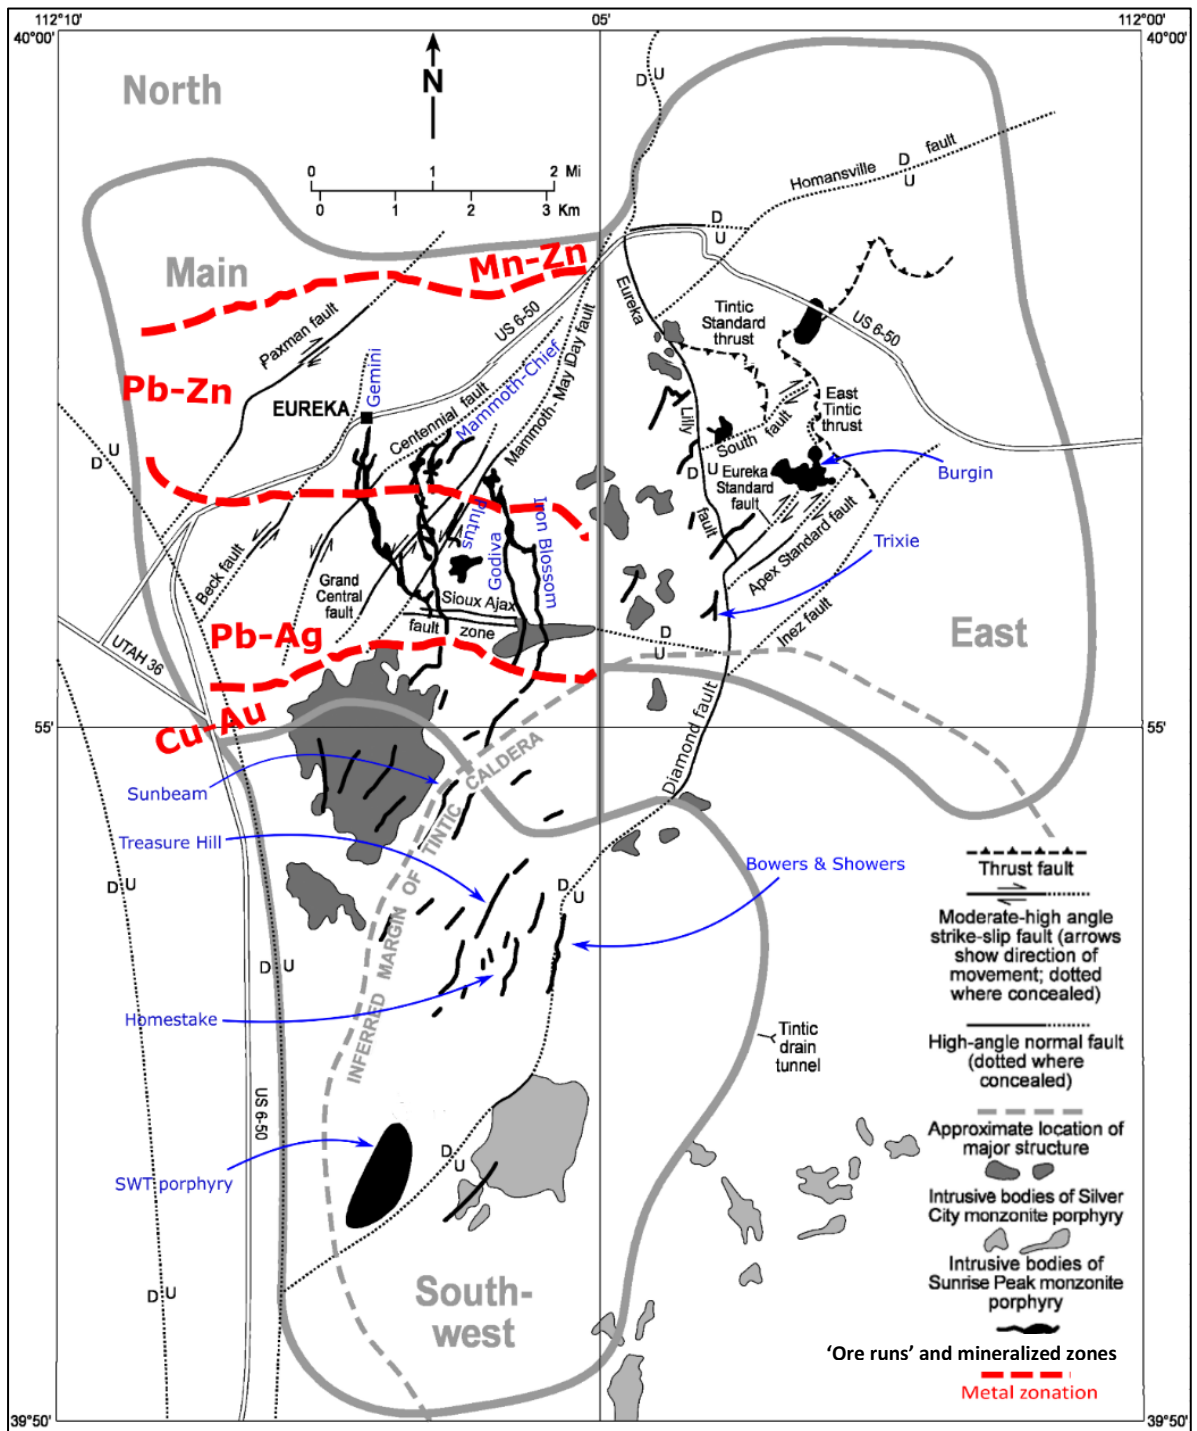 112°10'
05'
112°00'
40°00'
40°00'
North
N
D U
0 1 2 Mi
0 1 2 3 Km
Homansville fault
D
U
Main
Mn-Zn
D
U
US 6-50
Paxman fault
Eureka
Tintic
Standard
thrust
US 6-50
Pb-Zn
EUREKA
Gemini
Centennial fault
Mammoth-Chief
Mammoth-May Day fault
Lilly
fault
South fault
East
Tintic
thrust
D U
D U
Eureka
Standard
fault
Burgin
Plutus
Godiva
Iron Blossom
Apex Standard fault
Trixie
Beck fault
Grand
Central
fault
Sioux Ajax
fault zone
D
U
Inez fault
East
UTAH 36
Pb-Ag
Cu-Au
55'
55'
Diamond fault
Sunbeam
Treasure Hill
INFERRED MARGIN OF TINTIC CALDERA
D U
D U
Bowers & Showers
D U
Homestake
Tintic
drain
tunnel
US 6-50
D U
SWT porphyry
D U
South-
west
Thrust fault
Moderate-high angle
strike-slip fault (arrows
show direction of
movement; dotted
where concealed)
High-angle normal fault
(dotted where
concealed)
Approximate location of
major structure
Intrusive bodies of Silver
City monzonite porphyry
Intrusive bodies of
Sunrise Peak monzonite
porphyry
'Ore runs' and mineralized zones
Metal zonation
39°50'
39°50'